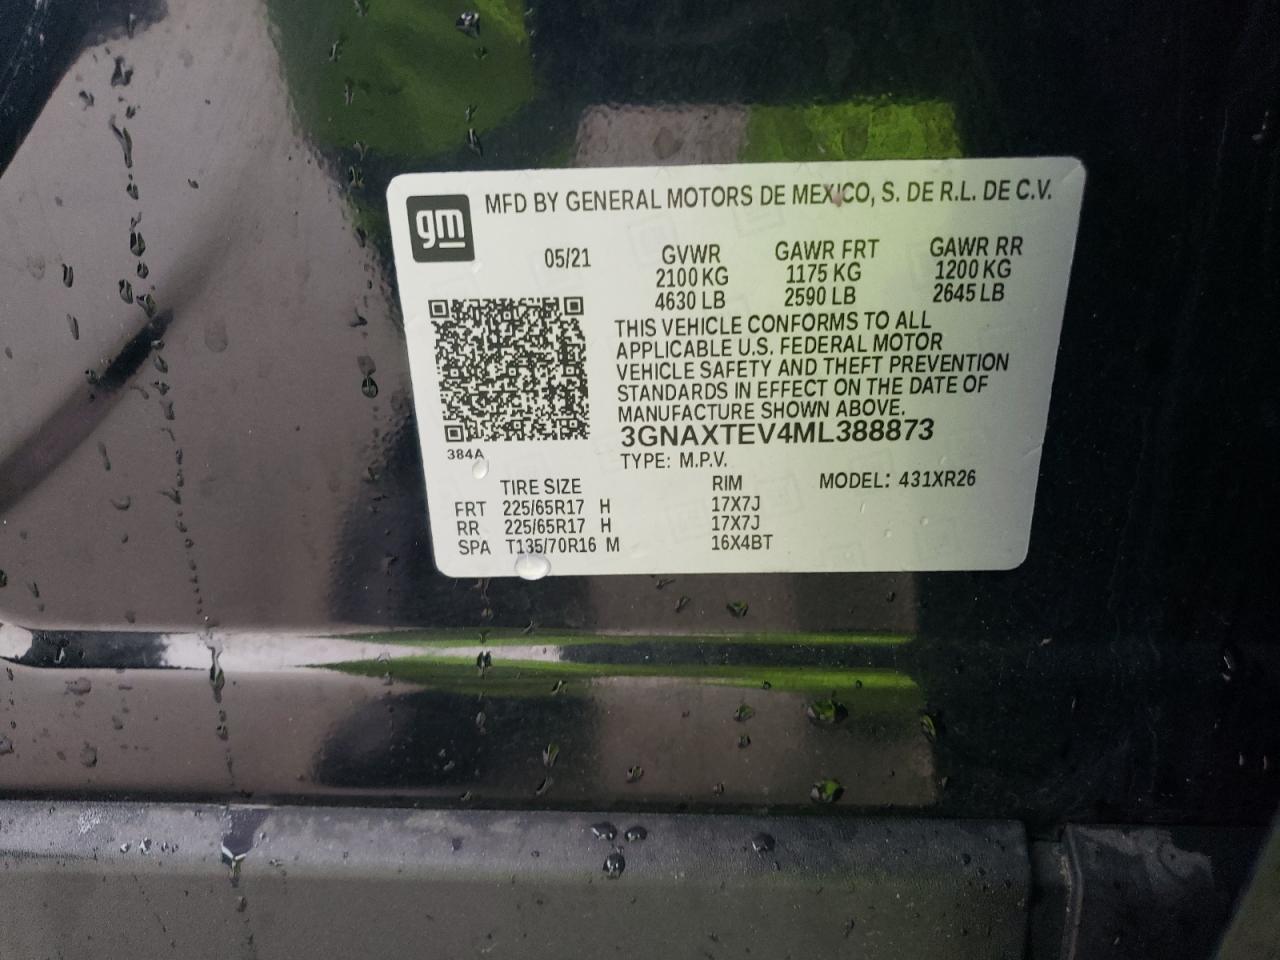 gm
MFD BY GENERAL MOTORS DE MEXICO, S. DE R.L. DE C.V.
05/21 GVWR GAWR FRT GAWR RR
2100 KG 1175 KG 1200 KG
4630 LB 2590 LB 2645 LB
THIS VEHICLE CONFORMS TO ALL
APPLICABLE U.S. FEDERAL MOTOR
VEHICLE SAFETY AND THEFT PREVENTION
STANDARDS IN EFFECT ON THE DATE OF
MANUFACTURE SHOWN ABOVE.
3GNAXTEV4ML388873
384A
TYPE: M.P.V.
TIRE SIZE RIM MODEL: 431XR26
FRT 225/65R17 H 17X7J
RR 225/65R17 H 17X7J
SPA T135/70R16 M 16X4BT